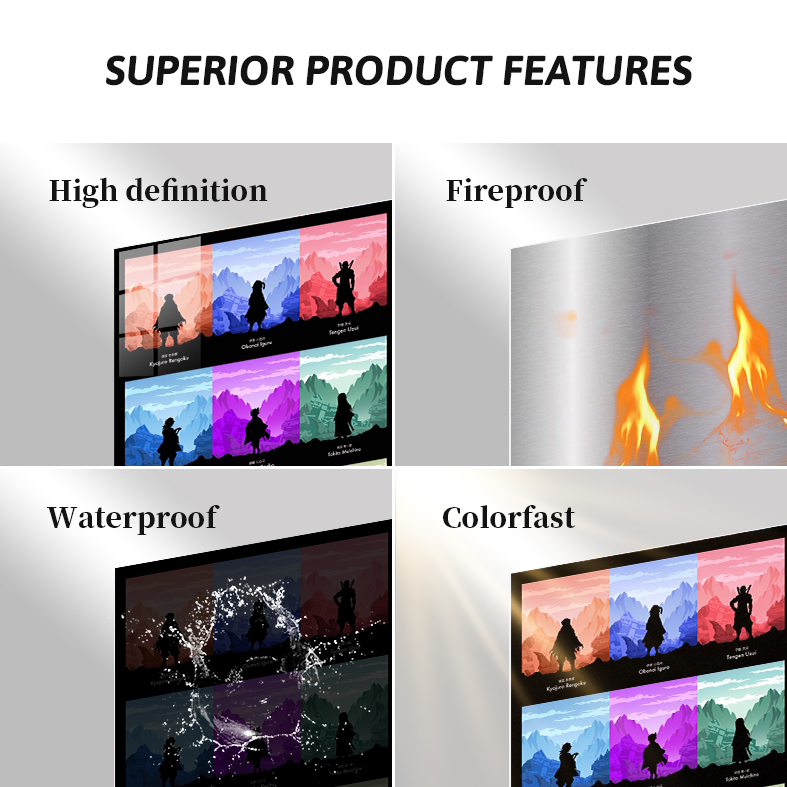 SUPERIOR PRODUCT FEATURES
High definition
Fireproof
Kyojuro Rengoku
Obanai Iguro
Tengen Uzui
Tokito Muichiro
Waterproof
Colorfast
Kyojuro Rengoku
Obanai Iguro
Tengen Uzui
Tokito Muichiro